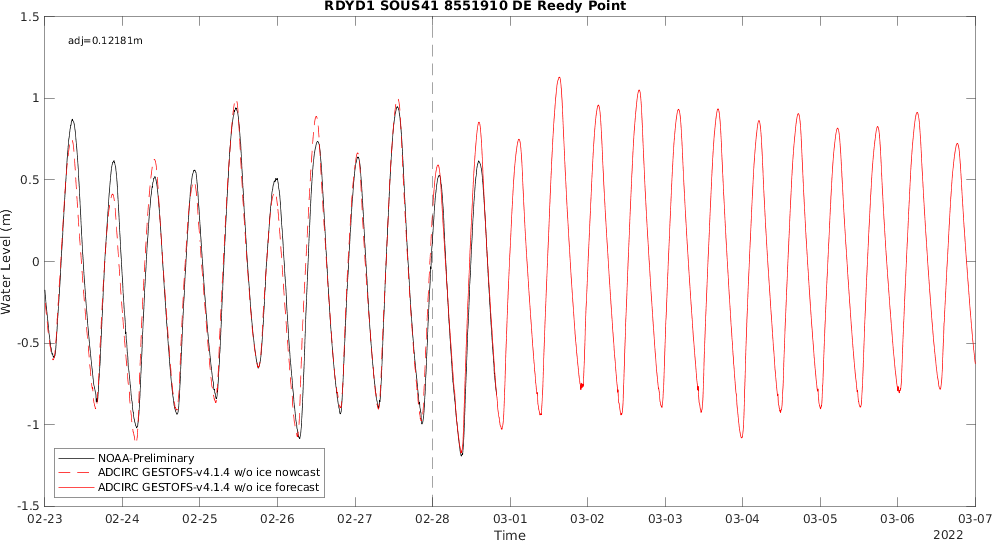 RDYD1 SOUS41 8551910 DE Reedy Point
adj=0.12181m
Water Level (m)
1.5
1
0.5
0
-0.5
-1
-1.5
NOAA-Preliminary
ADCIRC GESTOFS-v4.1.4 w/o ice nowcast
ADCIRC GESTOFS-v4.1.4 w/o ice forecast
02-23 02-24 02-25 02-26 02-27 02-28 03-01 03-02 03-03 03-04 03-05 03-06 03-07
Time
2022